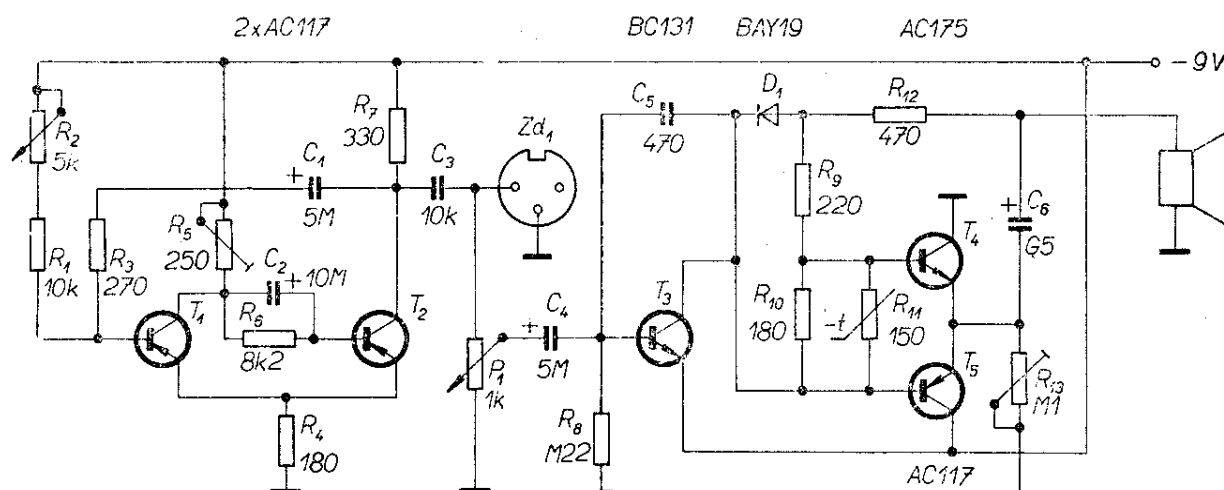 2xAC117
BC131
BAY19
AC175
-9V
R2
5k
R7
330
C1
+
5M
C3
10k
Zd1
C5
470
D1
R12
470
R1
10k
R3
270
R5
250
C2
+
10M
R6
8k2
T1
T2
R4
180
P1
1k
C4
+
5M
R8
M22
T3
R9
220
R10
180
-t
R11
150
T4
T5
C6
+
G5
R13
M1
AC117